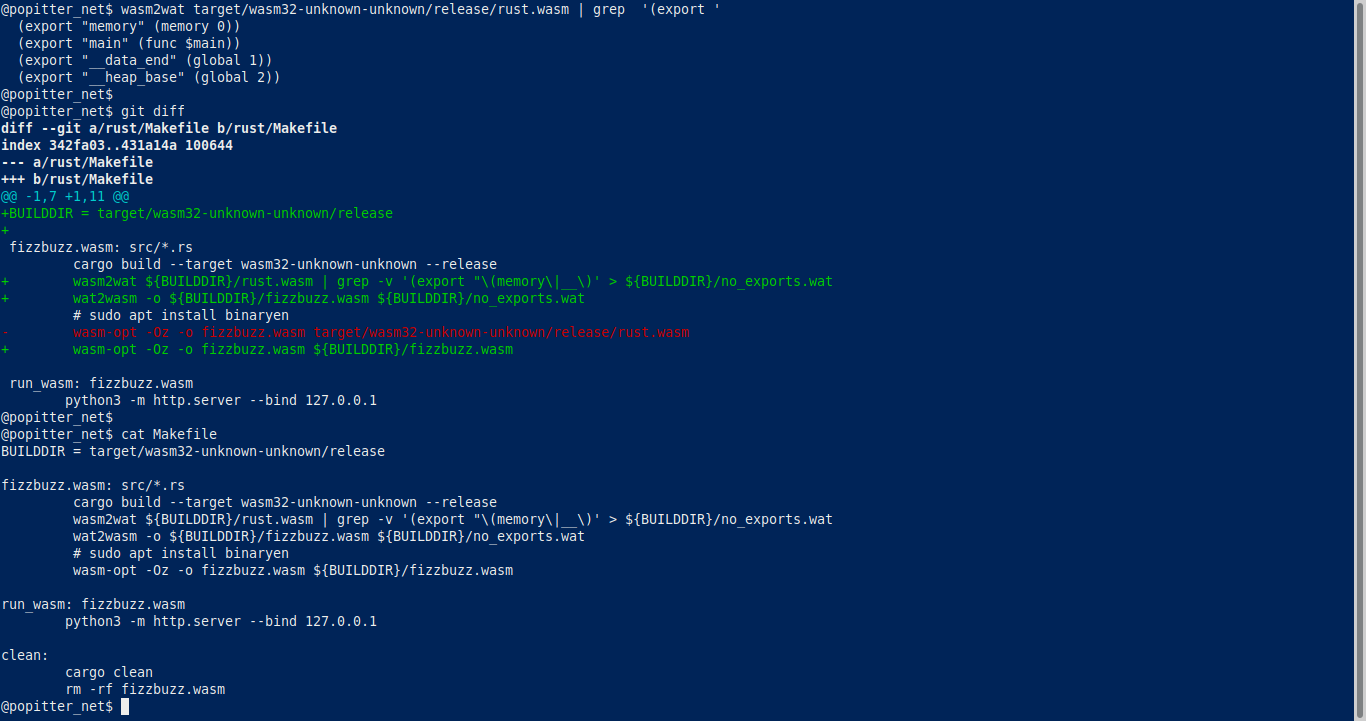 @popitter_net$ wasm2wat target/wasm32-unknown-unknown/release/rust.wasm | grep  '(export '
  (export "memory" (memory 0))
  (export "main" (func $main))
  (export "__data_end" (global 1))
  (export "__heap_base" (global 2))
@popitter_net$
@popitter_net$ git diff
diff --git a/rust/Makefile b/rust/Makefile
index 342fa03..431a14a 100644
--- a/rust/Makefile
+++ b/rust/Makefile
@@ -1,7 +1,11 @@
+BUILDDIR = target/wasm32-unknown-unknown/release
+
 fizzbuzz.wasm: src/*.rs
         cargo build --target wasm32-unknown-unknown --release
+        wasm2wat ${BUILDDIR}/rust.wasm | grep -v '(export "\(memory\|__\)' > ${BUILDDIR}/no_exports.wat
+        wat2wasm -o ${BUILDDIR}/fizzbuzz.wasm ${BUILDDIR}/no_exports.wat
         # sudo apt install binaryen
-        wasm-opt -Oz -o fizzbuzz.wasm target/wasm32-unknown-unknown/release/rust.wasm
+        wasm-opt -Oz -o fizzbuzz.wasm ${BUILDDIR}/fizzbuzz.wasm

 run_wasm: fizzbuzz.wasm
        python3 -m http.server --bind 127.0.0.1
@popitter_net$
@popitter_net$ cat Makefile
BUILDDIR = target/wasm32-unknown-unknown/release

fizzbuzz.wasm: src/*.rs
         cargo build --target wasm32-unknown-unknown --release
         wasm2wat ${BUILDDIR}/rust.wasm | grep -v '(export "\(memory\|__\)' > ${BUILDDIR}/no_exports.wat
         wat2wasm -o ${BUILDDIR}/fizzbuzz.wasm ${BUILDDIR}/no_exports.wat
         # sudo apt install binaryen
         wasm-opt -Oz -o fizzbuzz.wasm ${BUILDDIR}/fizzbuzz.wasm

run_wasm: fizzbuzz.wasm
        python3 -m http.server --bind 127.0.0.1

clean:
        cargo clean
        rm -rf fizzbuzz.wasm
@popitter_net$